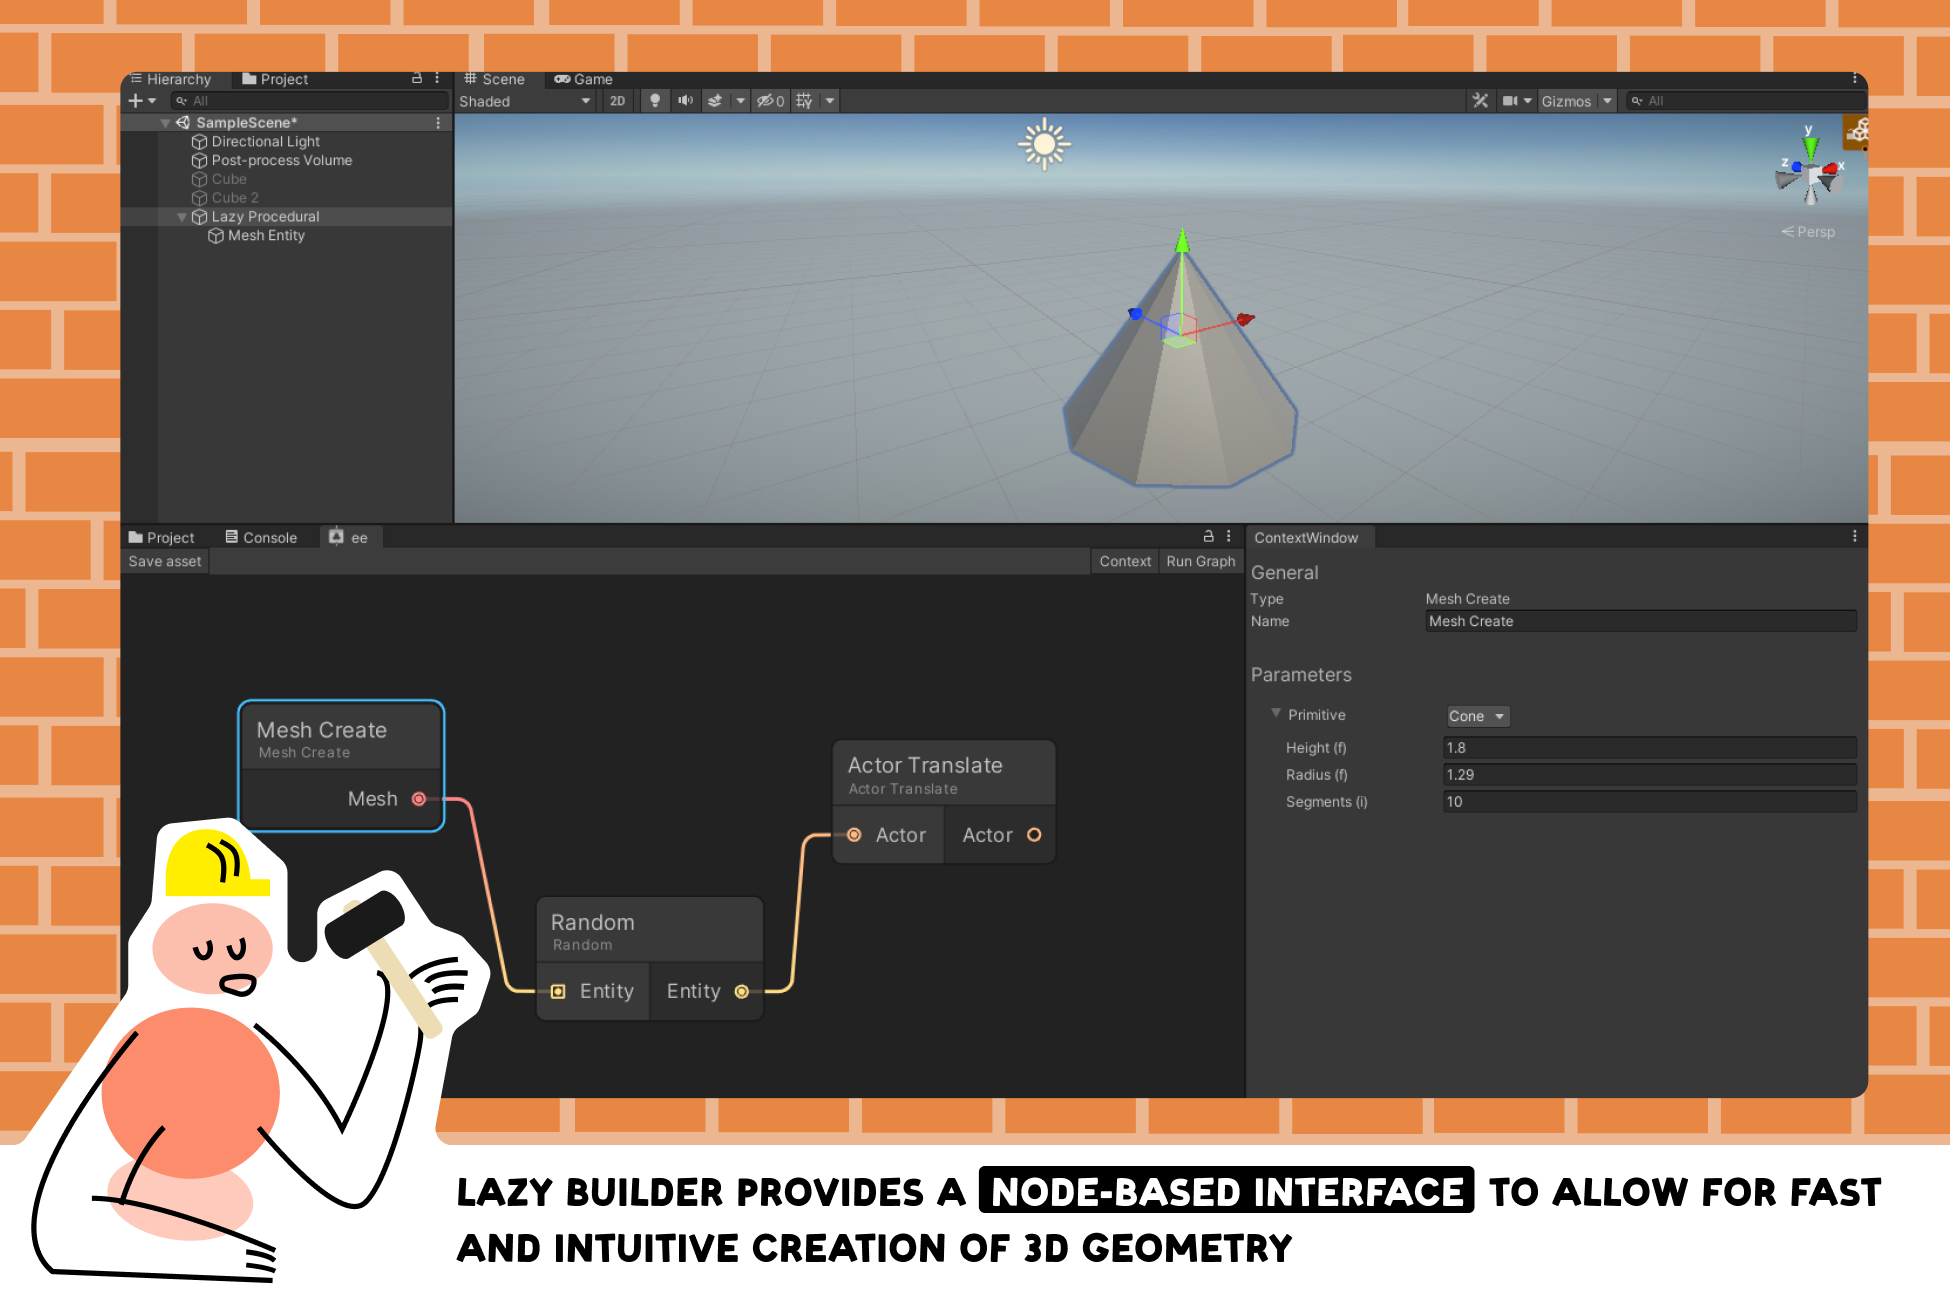 Hierarchy Project
All
SampleScene*
Directional Light
Post-process Volume
Cube
Cube 2
Lazy Procedural
Mesh Entity
Scene Game
Shaded 2D 0 Gizmos All
y
z x
Persp
Project Console ee
Save asset Context Run Graph
Mesh Create
Mesh Create
Mesh
Random
Random
Entity Entity
Actor Translate
Actor Translate
Actor Actor
ContextWindow
General
Type Mesh Create
Name Mesh Create
Parameters
Primitive Cone
Height (f) 1.8
Radius (f) 1.29
Segments (i) 10
LAZY BUILDER PROVIDES A NODE-BASED INTERFACE TO ALLOW FOR FAST
AND INTUITIVE CREATION OF 3D GEOMETRY